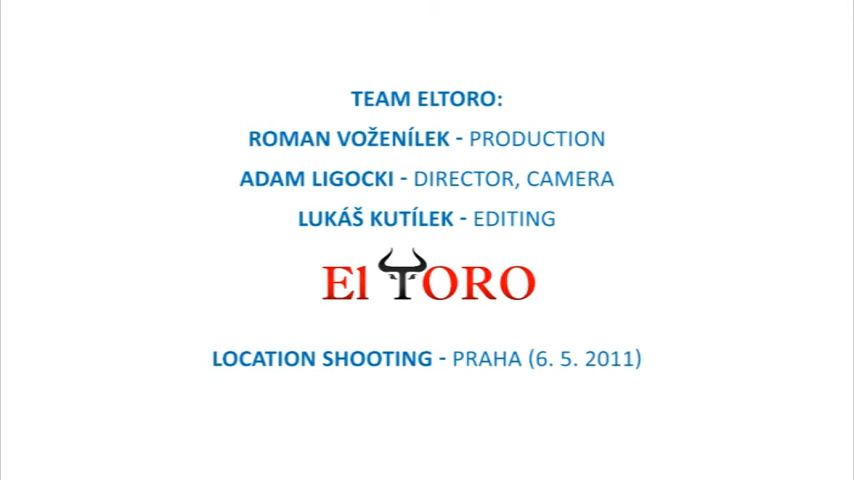 TEAM ELTORO:
ROMAN VOŽENÍLEK - PRODUCTION
ADAM LIGOCKI - DIRECTOR, CAMERA
LUKÁŠ KUTÍLEK - EDITING
El TORO
LOCATION SHOOTING - PRAHA (6. 5. 2011)